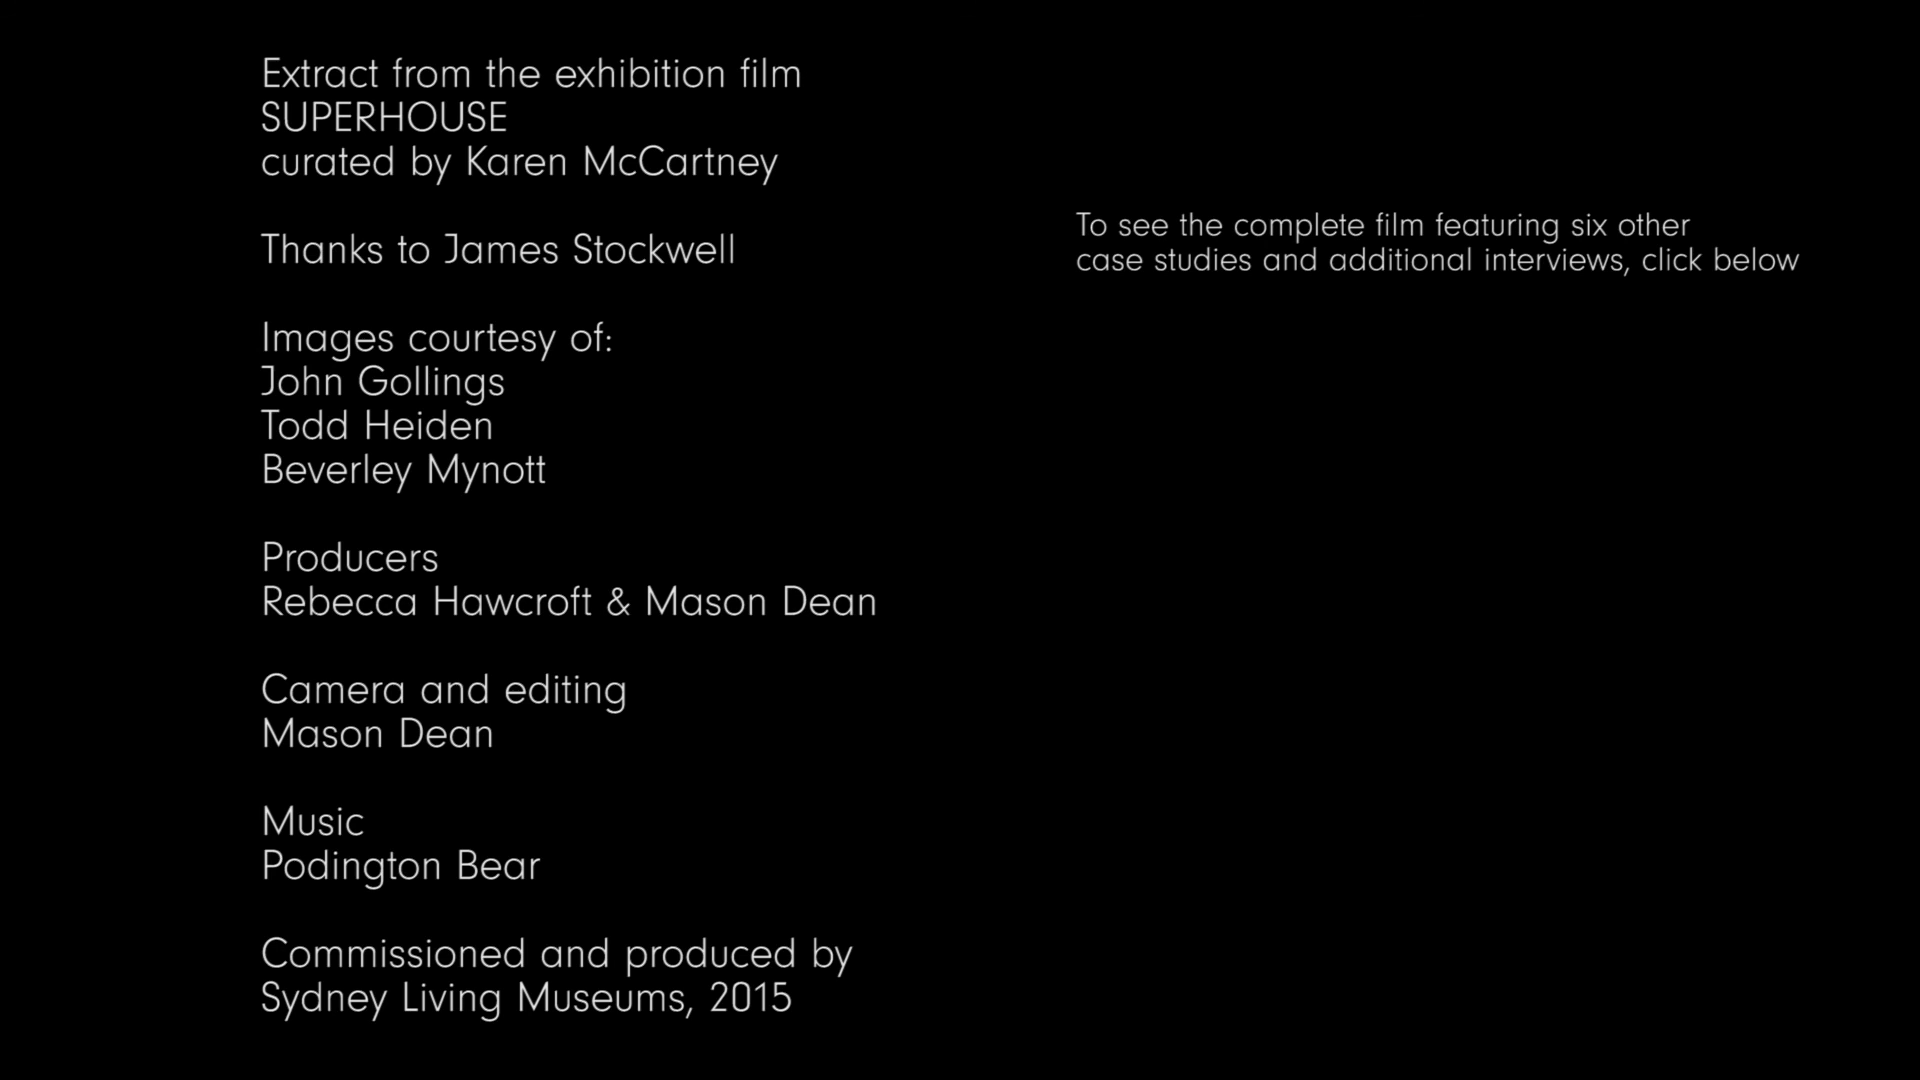 Extract from the exhibition film
SUPERHOUSE
curated by Karen McCartney
Thanks to James Stockwell
Images courtesy of:
John Gollings
Todd Heiden
Beverley Mynott
Producers
Rebecca Hawcroft & Mason Dean
Camera and editing
Mason Dean
Music
Podington Bear
Commissioned and produced by
Sydney Living Museums, 2015
To see the complete film featuring six other
case studies and additional interviews, click below